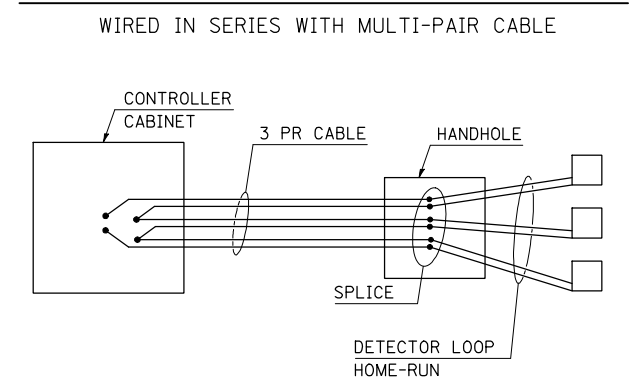 WIRED IN SERIES WITH MULTI-PAIR CABLE
CONTROLLER
CABINET
3 PR CABLE
HANDHOLE
SPLICE
DETECTOR LOOP
HOME-RUN